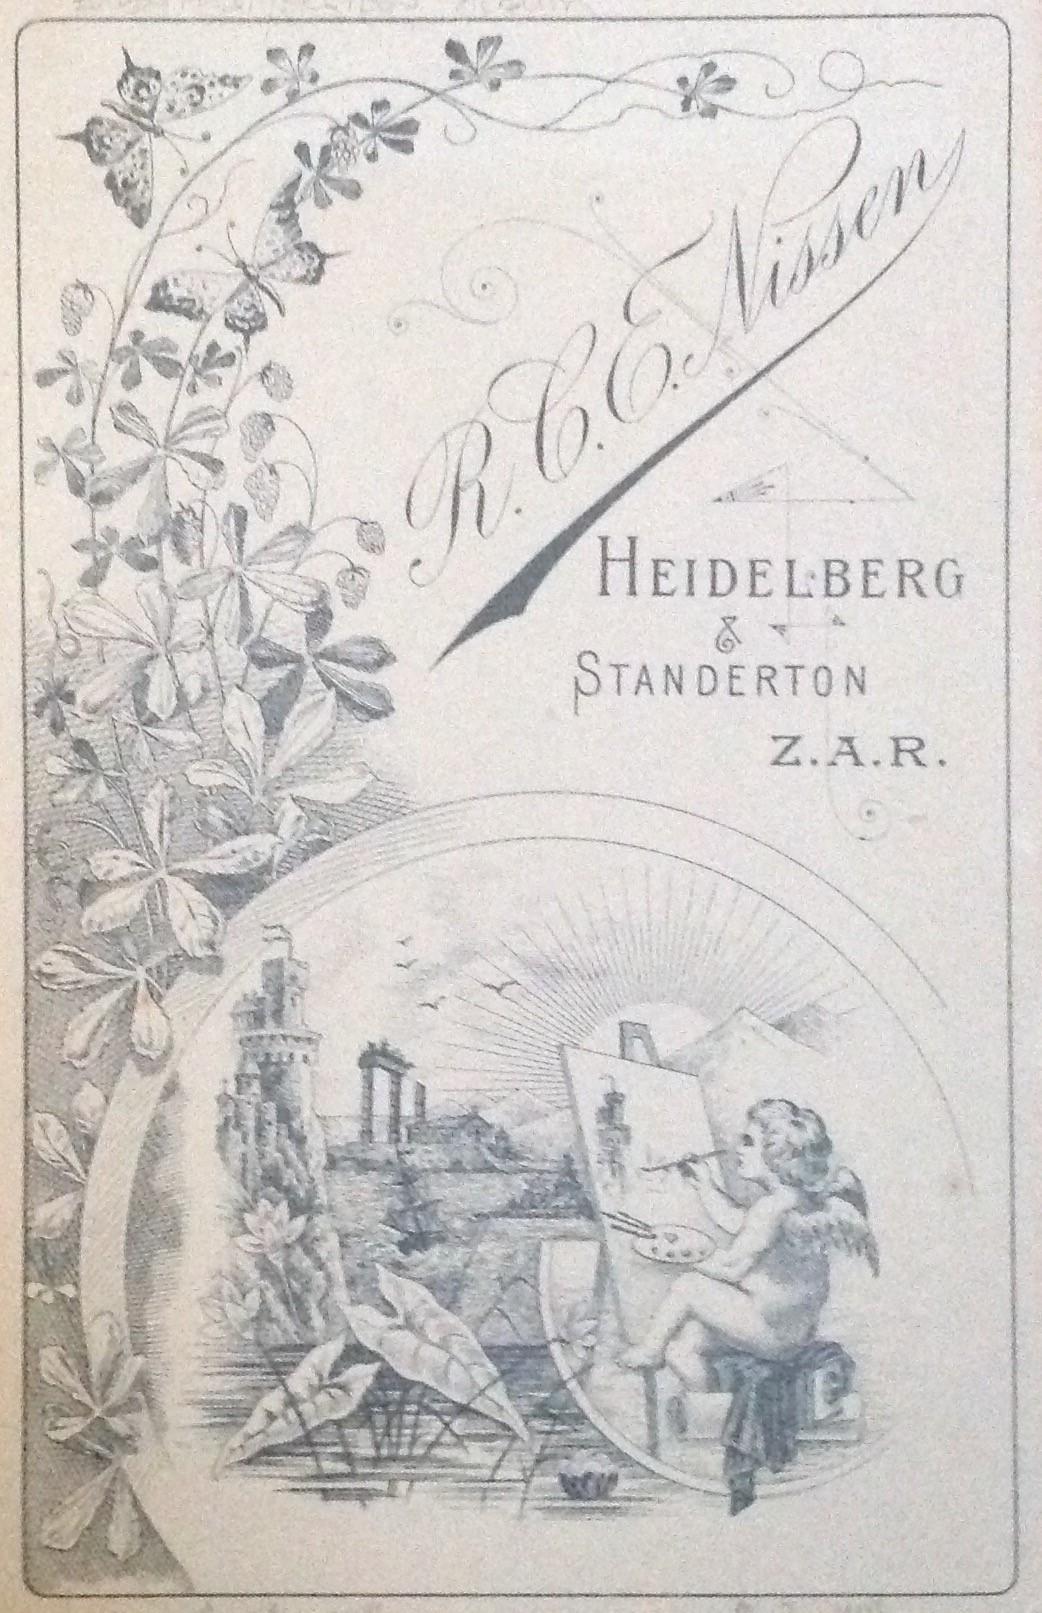 R. C. E. Nissen
HEIDELBERG
&
STANDERTON
Z.A.R.